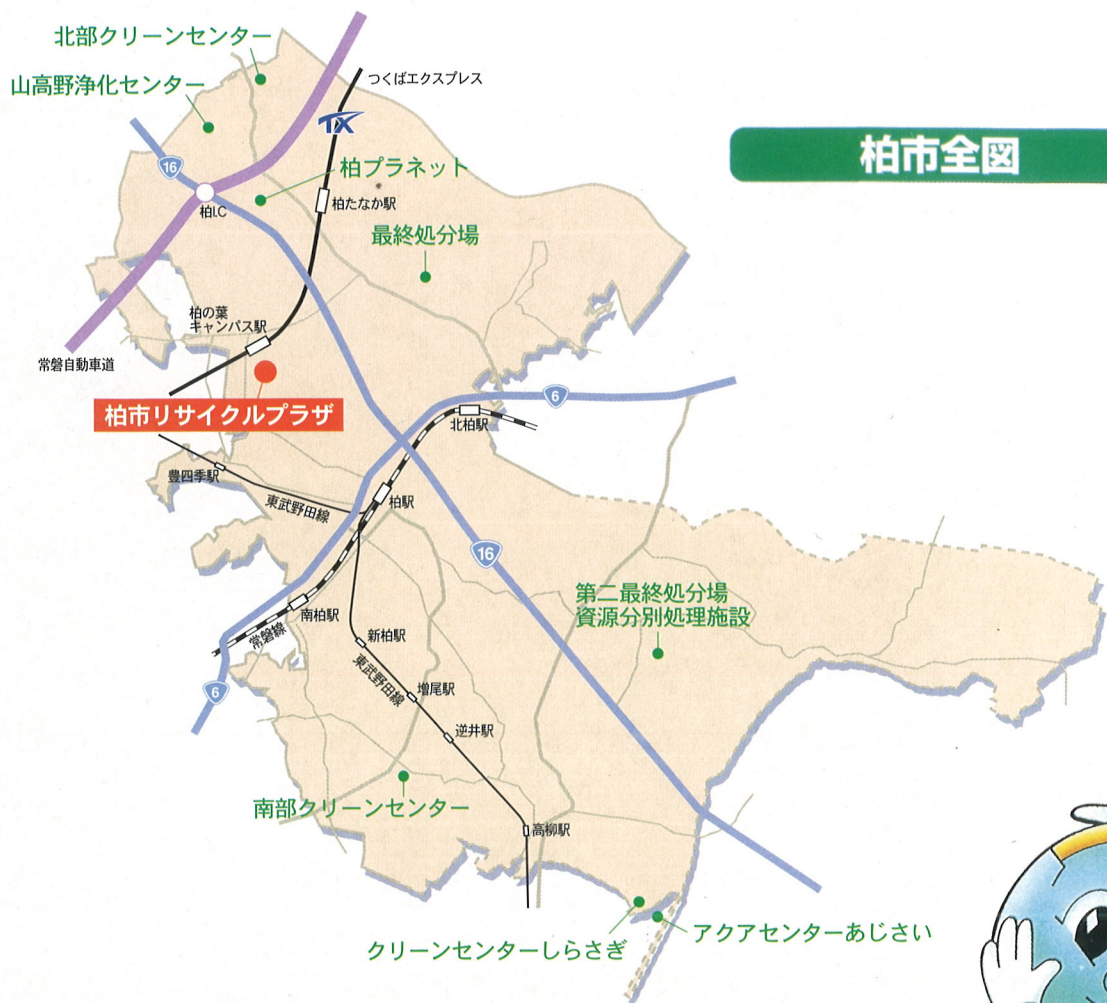 柏市全図
北部クリーンセンター
山高野浄化センター
つくばエクスプレス
TX
16
柏プラネット
柏I.C
柏たなか駅
最終処分場
柏の葉
キャンパス駅
常磐自動車道
柏市リサイクルプラザ
6
北柏駅
豊四季駅
東武野田線
柏駅
16
第二最終処分場
資源分別処理施設
南柏駅
常磐線
新柏駅
東武野田線
6
増尾駅
逆井駅
南部クリーンセンター
高柳駅
クリーンセンターしらさぎ
アクアセンターあじさい